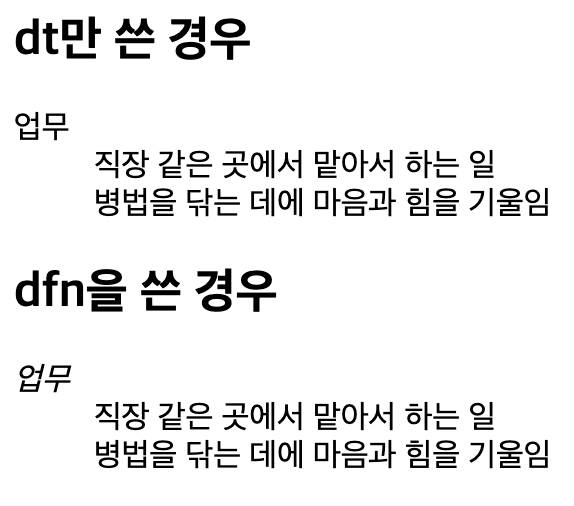 dt만 쓴 경우
업무
직장 같은 곳에서 맡아서 하는 일
병법을 닦는 데에 마음과 힘을 기울임
dfn을 쓴 경우
업무
직장 같은 곳에서 맡아서 하는 일
병법을 닦는 데에 마음과 힘을 기울임